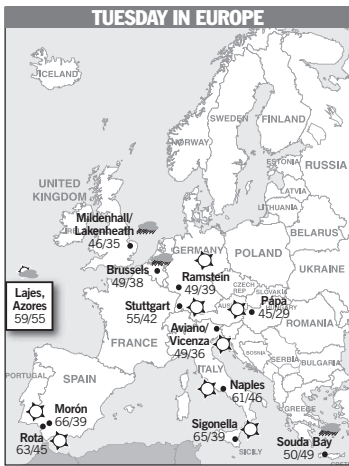 TUESDAY IN EUROPE
ICELAND
SWEDEN
FINLAND
NORWAY
ESTONIA
RUSSIA
LATVIA
LITHUANIA
UNITED
KINGDOM
Mildenhall/
Lakenheath
46/35
BELARUS
GERMANY
POLAND
Brussels
49/38
Ramstein
49/39
UKRAINE
CZECH
REP
SLOVAKIA
Lajes,
Azores
59/55
Stuttgart
55/42
Pápa
45/29
Aviano/
Vicenza
49/36
ROMANIA
FRANCE
BOSNIA
SERBIA
BULGARIA
ITALY
PORTUGAL
SPAIN
Naples
61/46
Morón
66/39
GREECE
Rota
63/45
Sigonella
65/39
SICILY
Souda Bay
50/49